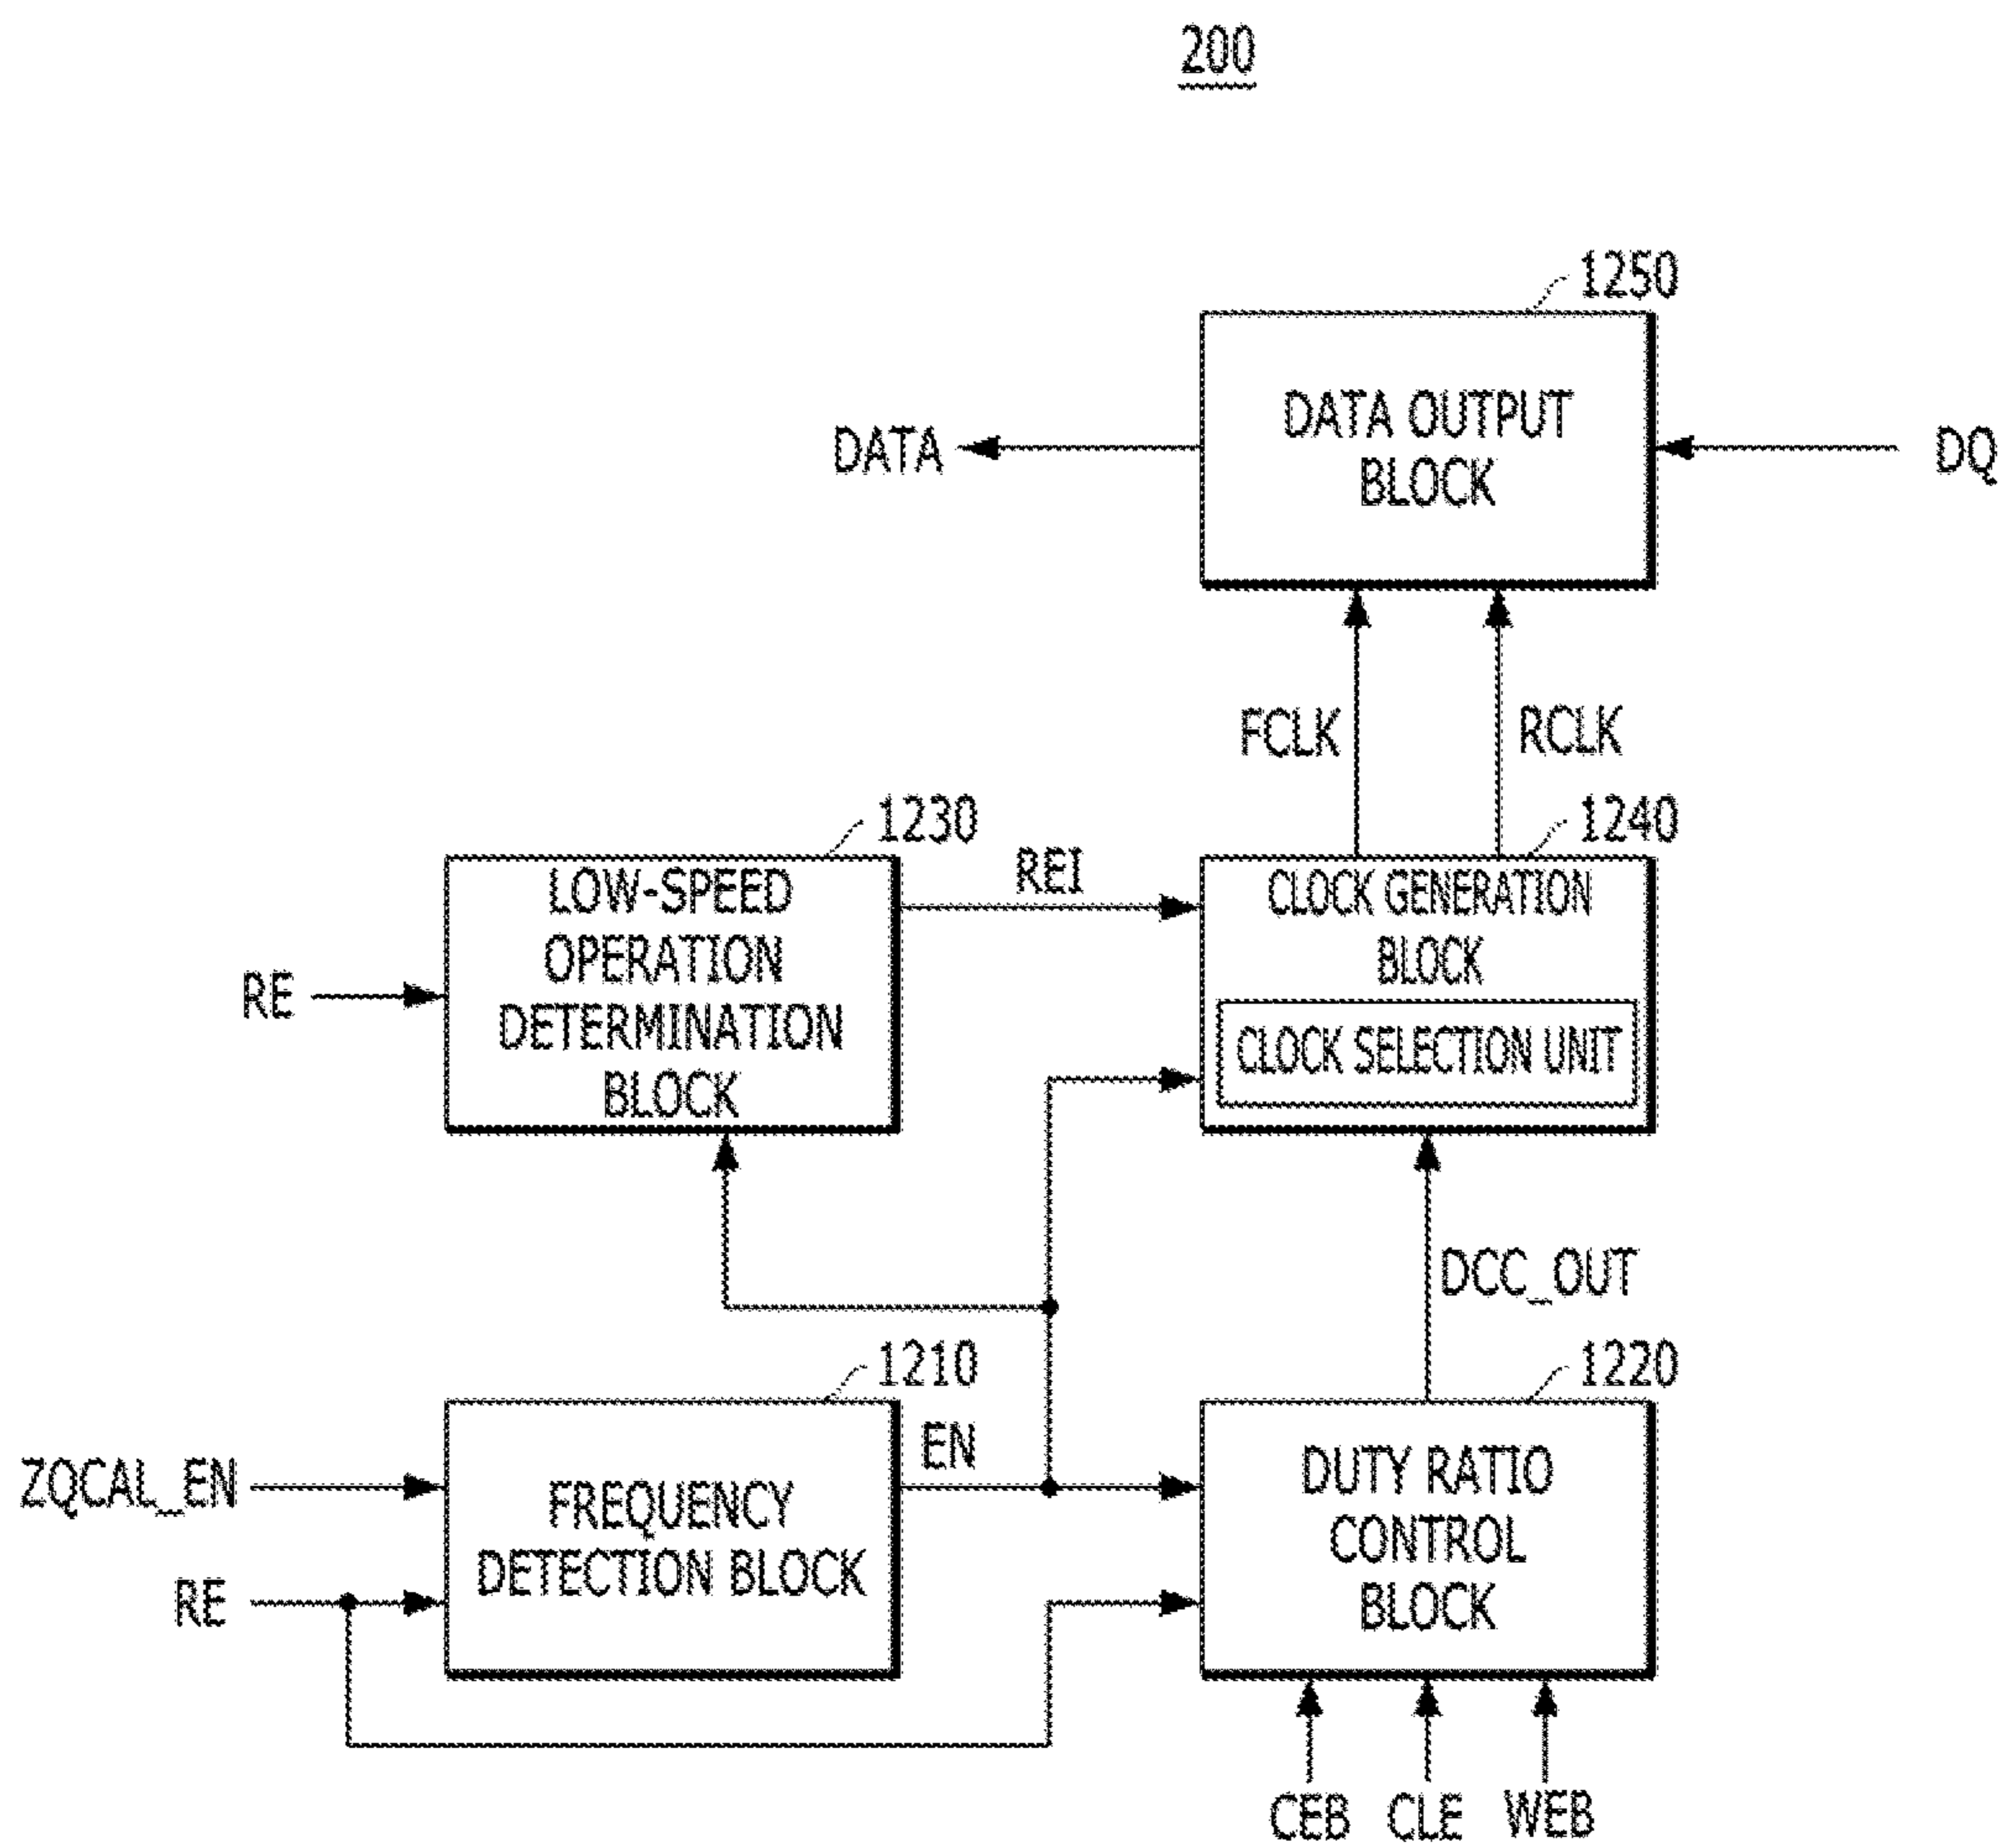 200
1250
DATA OUTPUT
BLOCK
DATA
DQ
FCLK
RCLK
1230
1240
LOW-SPEED
OPERATION
DETERMINATION
BLOCK
REI
CLOCK GENERATION
BLOCK
CLOCK SELECTION UNIT
RE
DCC_OUT
1210
1220
ZQCAL_EN
RE
FREQUENCY
DETECTION BLOCK
EN
DUTY RATIO
CONTROL
BLOCK
CEB
CLE
WEB